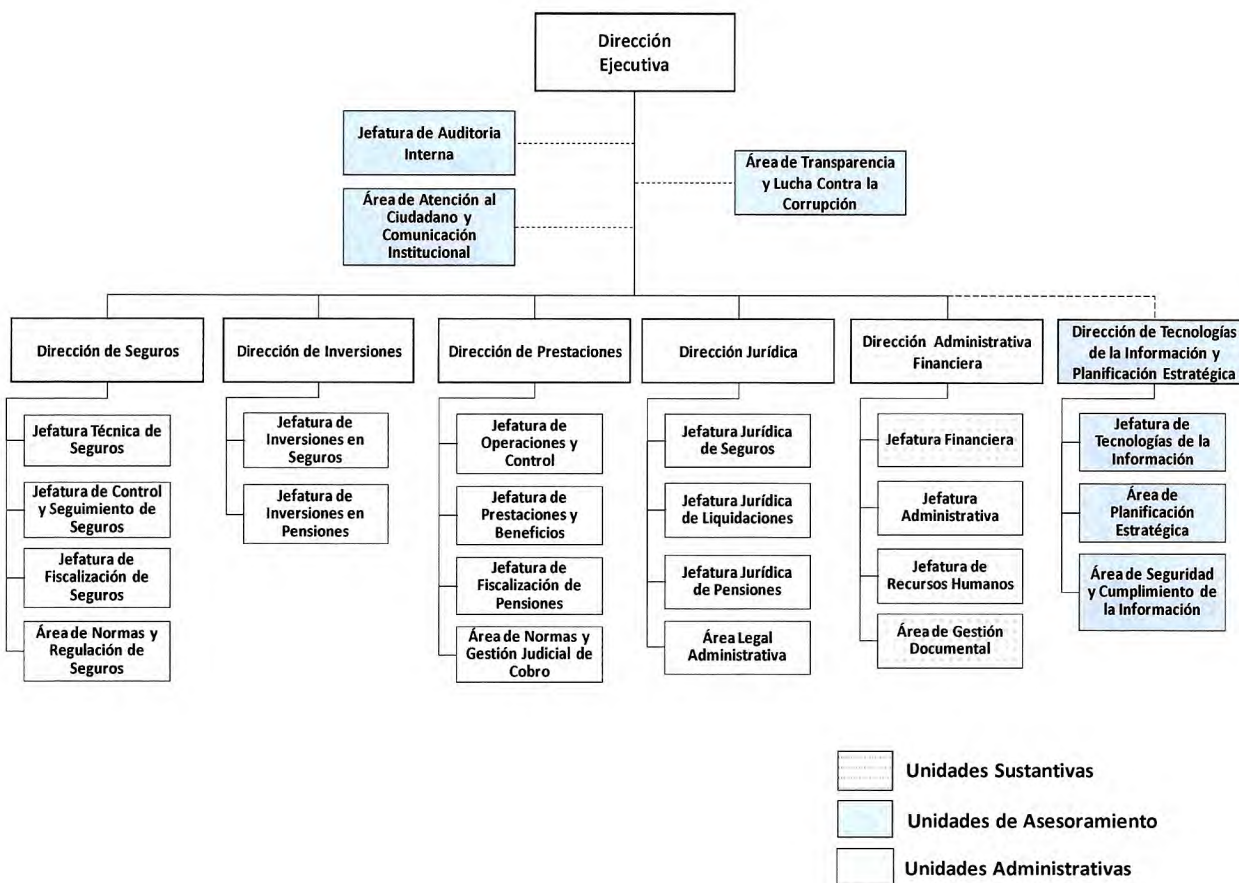 Dirección
Ejecutiva
Jefatura de Auditoria
Interna
Área de Transparencia
y Lucha Contra la
Corrupción
Área de Atención al
Ciudadano y
Comunicación
Institucional
Dirección de Seguros
Dirección de Inversiones
Dirección de Prestaciones
Dirección Jurídica
Dirección Administrativa
Financiera
Dirección de Tecnologías
de la Información y
Planificación Estratégica
Jefatura Técnica de
Seguros
Jefatura de Control
y Seguimiento de
Seguros
Jefatura de
Fiscalización de
Seguros
Área de Normas y
Regulación de
Seguros
Jefatura de
Inversiones en
Seguros
Jefatura de
Inversiones en
Pensiones
Jefatura de
Operaciones y
Control
Jefatura de
Prestaciones y
Beneficios
Jefatura de
Fiscalización de
Pensiones
Área de Normas y
Gestión Judicial de
Cobro
Jefatura Jurídica
de Seguros
Jefatura Jurídica
de Liquidaciones
Jefatura Jurídica
de Pensiones
Área Legal
Administrativa
Jefatura Financiera
Jefatura
Administrativa
Jefatura de
Recursos Humanos
Área de Gestión
Documental
Jefatura de
Tecnologías de la
Información
Área de
Planificación
Estratégica
Área de Seguridad
y Cumplimiento de
la Información
Unidades Sustantivas
Unidades de Asesoramiento
Unidades Administrativas